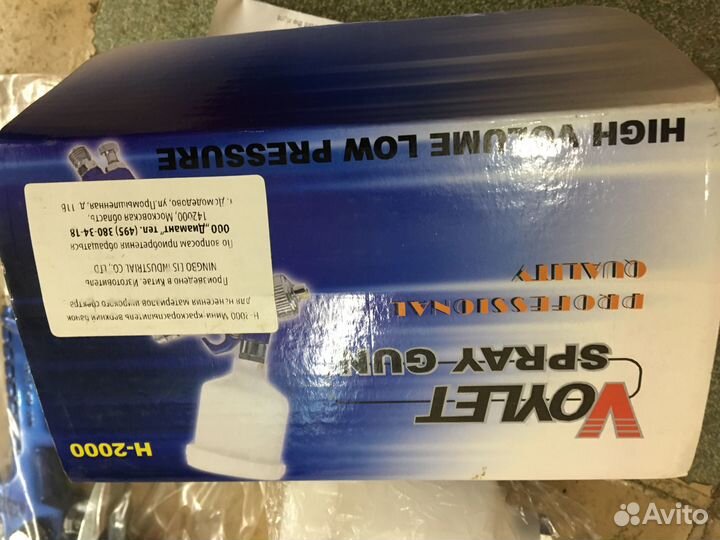 VOYLET
SPRAY GUN
H-2000
PROFESSIONAL
QUALITY
HIGH VOLUME LOW PRESSURE
H-2000 Мини-краскораспылитель верхний бачок
для нанесения материалов широкого спектра
Произведено в Китае. Изготовитель
NINGBO EIS INDUSTRIAL CO., LTD
По вопросам приобретения обращаться
ООО „Диамант" тел. (495) 380-34-18
142000, Московская область,
г. Домодедово, ул.Промышленная, д. 11Б
Avito